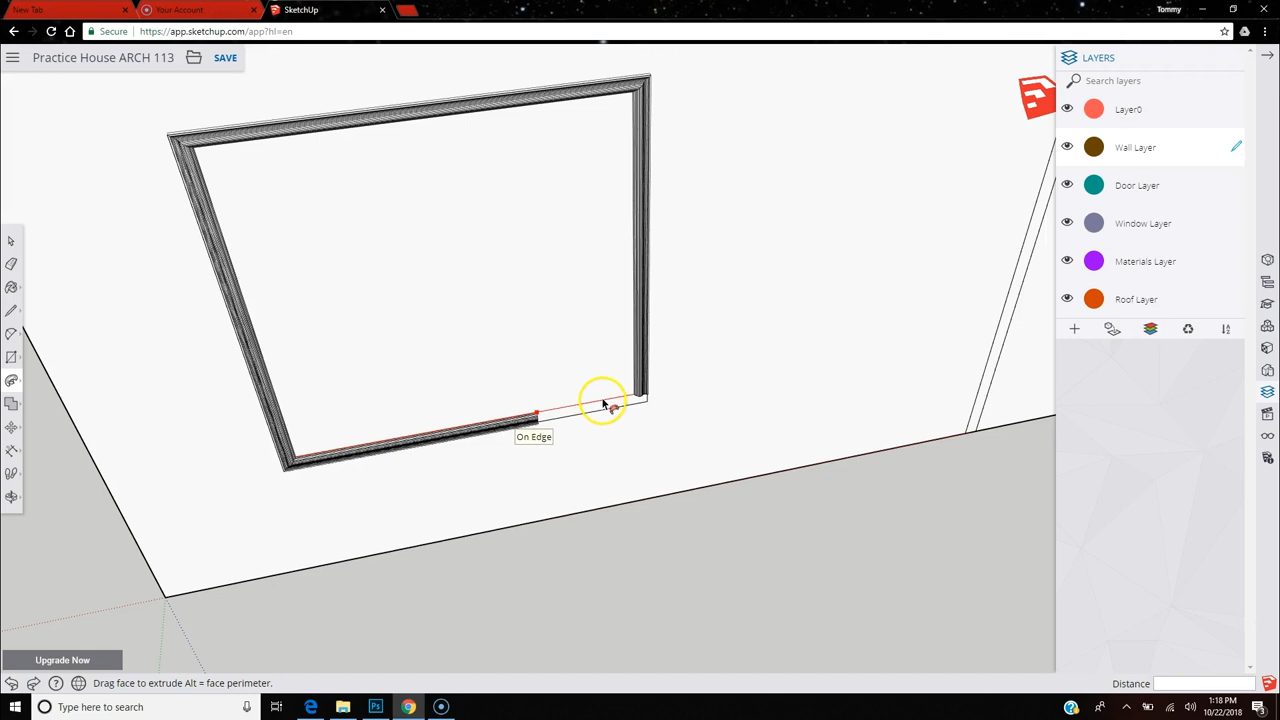 New Tab
Your Account
SketchUp
Tommy
Secure
https://app.sketchup.com/app?hl=en
Practice House ARCH 113
SAVE
LAYERS
Search layers
Layer0
Wall Layer
Door Layer
Window Layer
Materials Layer
Roof Layer
On Edge
Upgrade Now
Drag face to extrude Alt = face perimeter.
Distance
Type here to search
1:18 PM
10/22/2018